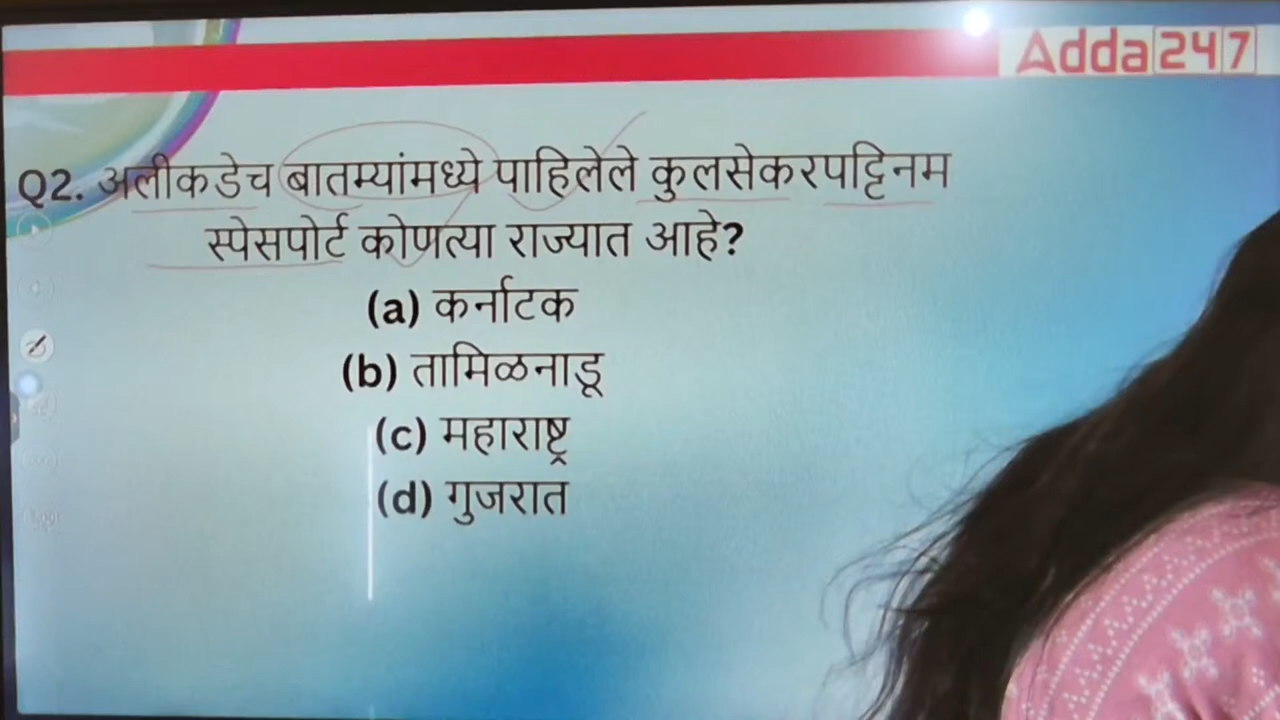 Adda247
Q2. अलीकडेच बातम्यांमध्ये पाहिलेले कुलसेकरपट्टिनम
स्पेसपोर्ट कोणत्या राज्यात आहे?
(a) कर्नाटक
(b) तामिळनाडू
(c) महाराष्ट्र
(d) गुजरात